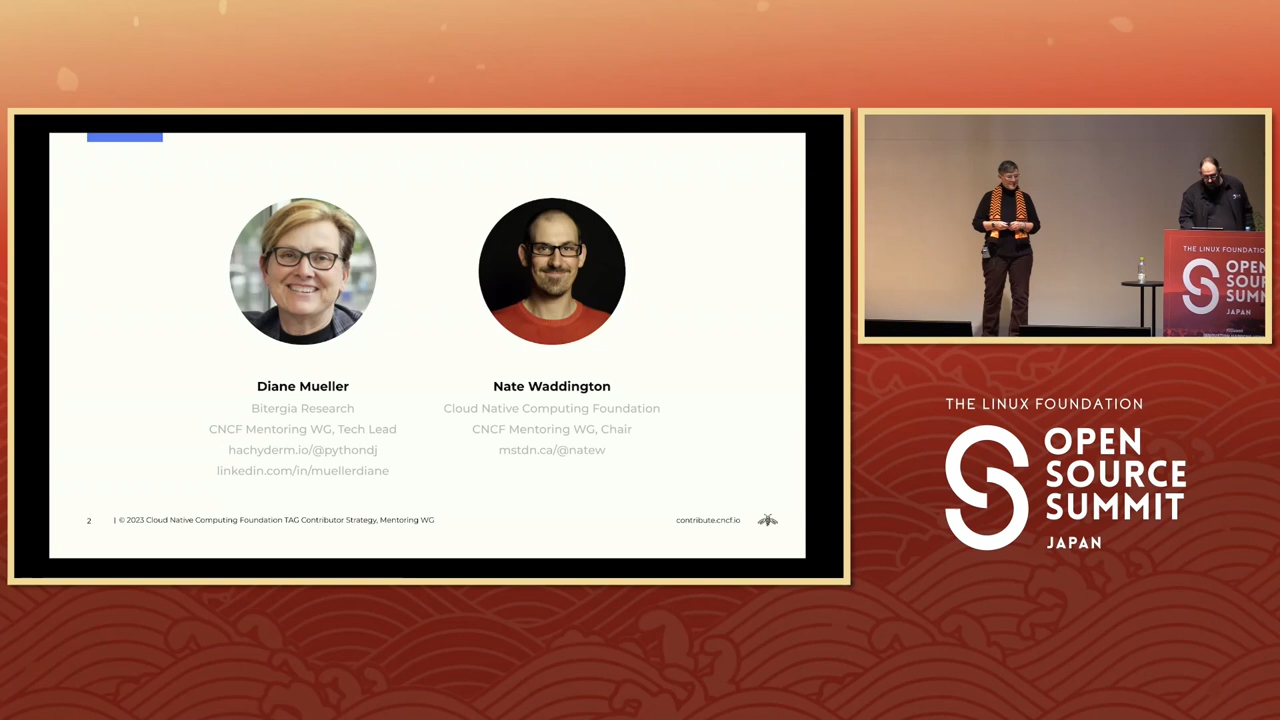 Diane Mueller
Bitergia Research
CNCF Mentoring WG, Tech Lead
hachyderm.io/@pythondj
linkedin.com/in/muellerdiane
Nate Waddington
Cloud Native Computing Foundation
CNCF Mentoring WG, Chair
mstdn.ca/@natew
2
| © 2023 Cloud Native Computing Foundation TAG Contributor Strategy, Mentoring WG
contribute.cncf.io
THE LINUX FOUNDATIO
OPEN
SOUR
SUMM
JAPAN
THE LINUX FOUNDATION
OPEN
SOURCE
SUMMIT
JAPAN